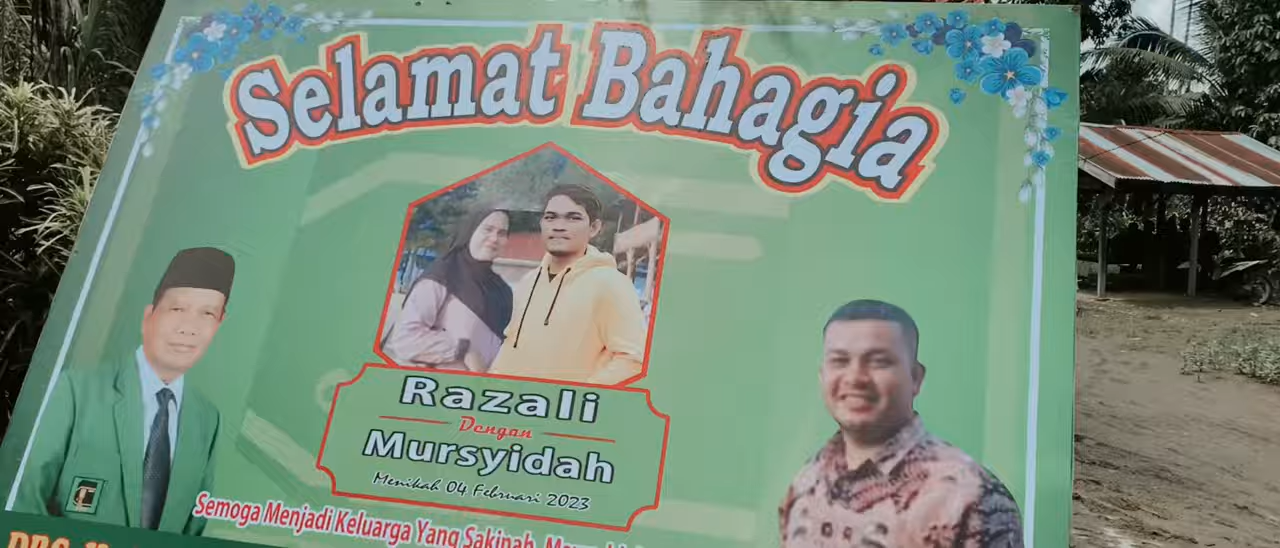 Selamat Bahagia
Razali
Dengan
Mursyidah
Menikah 04 Februari 2023
Semoga Menjadi Keluarga Yang Sakinah,